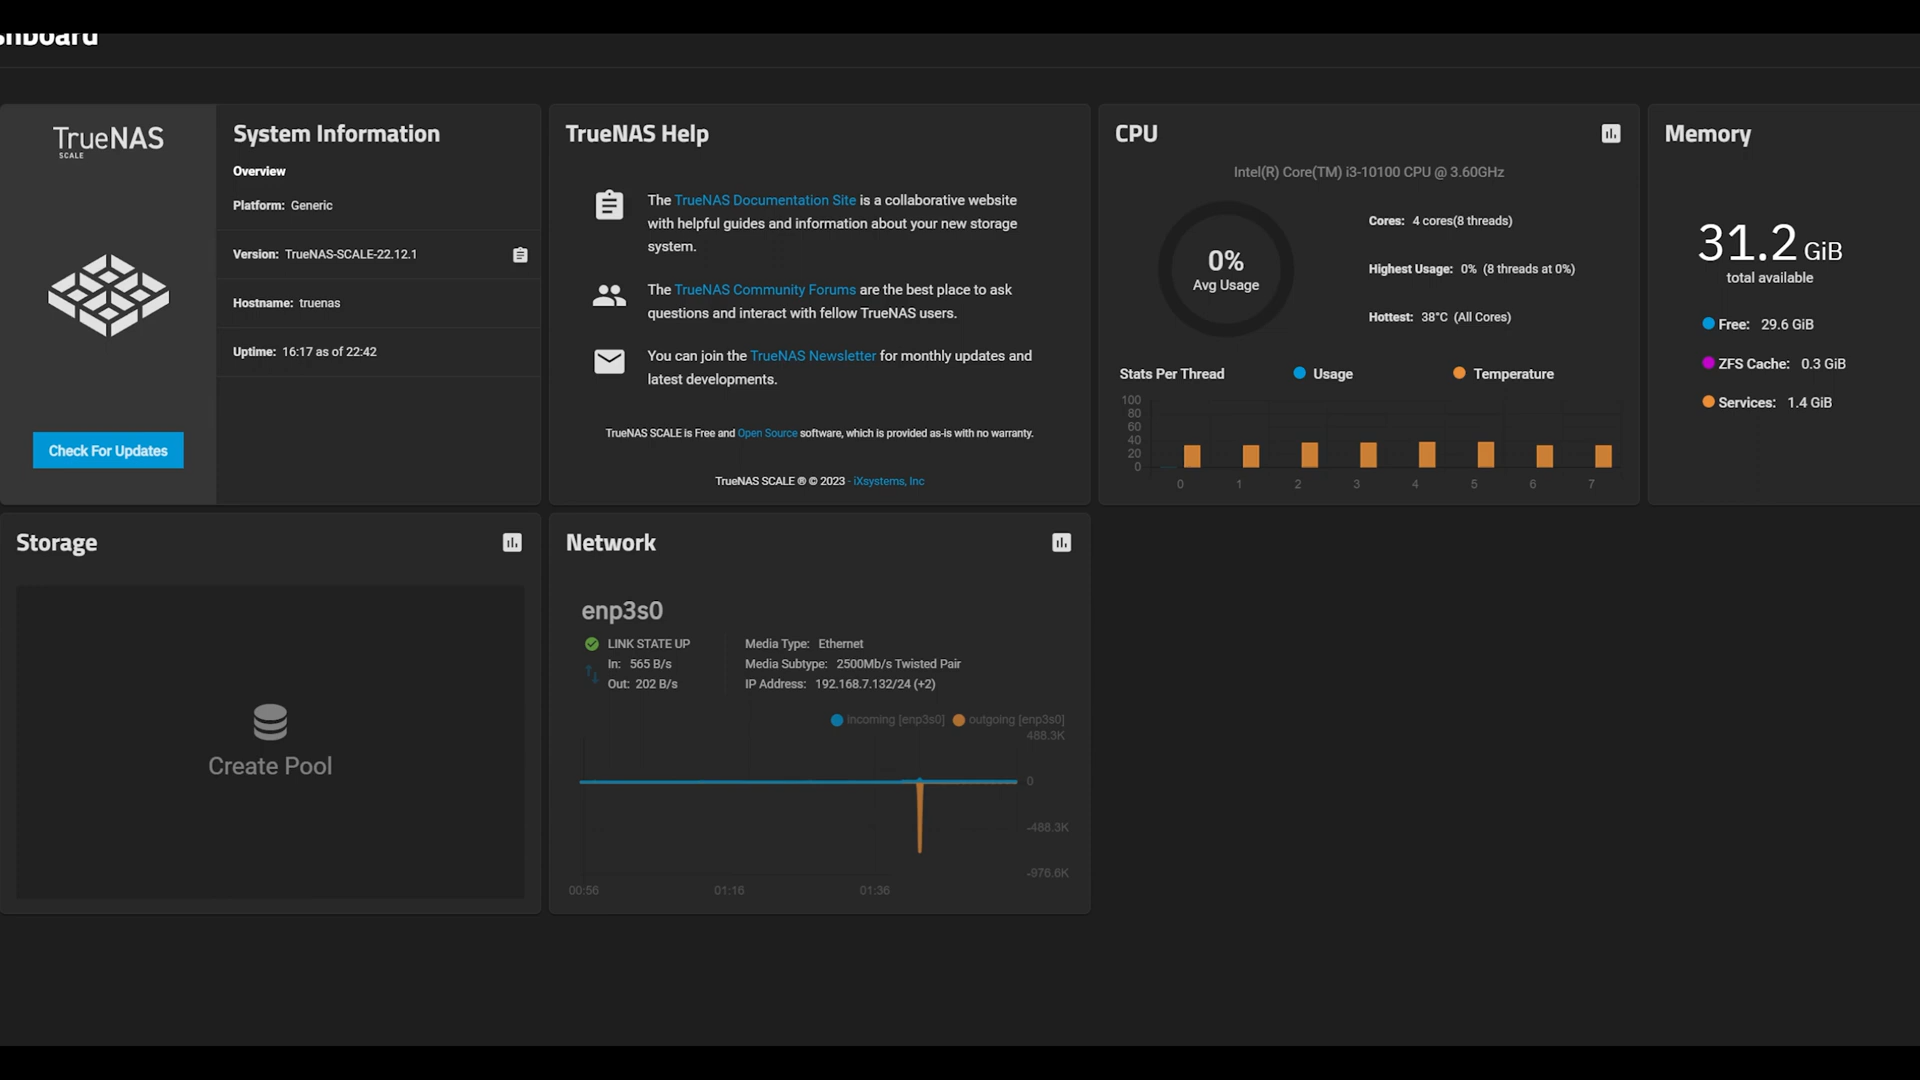 TrueNAS
SCALE
System Information
Overview
Platform: Generic
Version: TrueNAS-SCALE-22.12.1
Hostname: truenas
Uptime: 16:17 as of 22:42
Check For Updates
TrueNAS Help
The TrueNAS Documentation Site is a collaborative website
with helpful guides and information about your new storage
system.
The TrueNAS Community Forums are the best place to ask
questions and interact with fellow TrueNAS users.
You can join the TrueNAS Newsletter for monthly updates and
latest developments.
TrueNAS SCALE is Free and Open Source software, which is provided as-is with no warranty.
TrueNAS SCALE ® © 2023 - iXsystems, Inc
CPU
Intel(R) Core(TM) i3-10100 CPU @ 3.60GHz
0%
Avg Usage
Cores: 4 cores(8 threads)
Highest Usage: 0% (8 threads at 0%)
Hottest: 38°C (All Cores)
Stats Per Thread
Usage
Temperature
100
80
60
40
20
0
0 1 2 3 4 5 6 7
Memory
31.2 GiB
total available
Free: 29.6 GiB
ZFS Cache: 0.3 GiB
Services: 1.4 GiB
Storage
Create Pool
Network
enp3s0
LINK STATE UP
In: 565 B/s
Out: 202 B/s
Media Type: Ethernet
Media Subtype: 2500Mb/s Twisted Pair
IP Address: 192.168.7.132/24 (+2)
incoming [enp3s0] outgoing [enp3s0]
488.3K
0
-488.3K
-976.6K
00:56 01:16 01:36